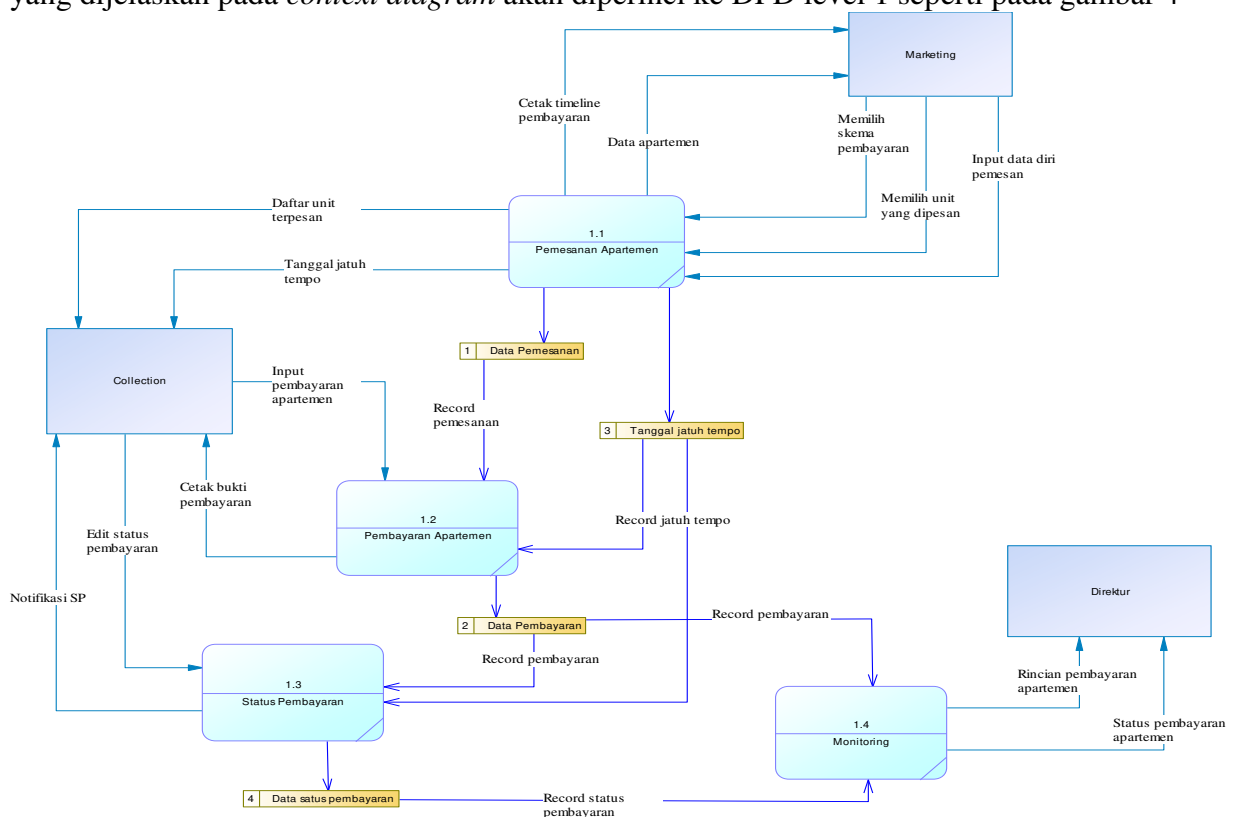 yang dijelaskan pada context diagram akan diperinci ke DFD level 1 seperti pada gambar 4
Marketing
Cetak timeline
pembayaran
Data apartemen
Memilih
skema
pembayaran
Input data diri
pemesan
Memilih unit
yang dipesan
Daftar unit
terpesan
1.1
Pemesanan Apartemen
Tanggal jatuh
tempo
1 Data Pemesanan
Collection
Input
pembayaran
apartemen
Record
pemesanan
3 Tanggal jatuh tempo
Cetak bukti
pembayaran
1.2
Pembayaran Apartemen
Record jatuh tempo
Edit status
pembayaran
Notifikasi SP
Direktur
2 Data Pembayaran
Record pembayaran
Record pembayaran
1.3
Status Pembayaran
Rincian pembayaran
apartemen
1.4
Monitoring
Status pembayaran
apartemen
4 Data satus pembayaran
Record status
pembayaran